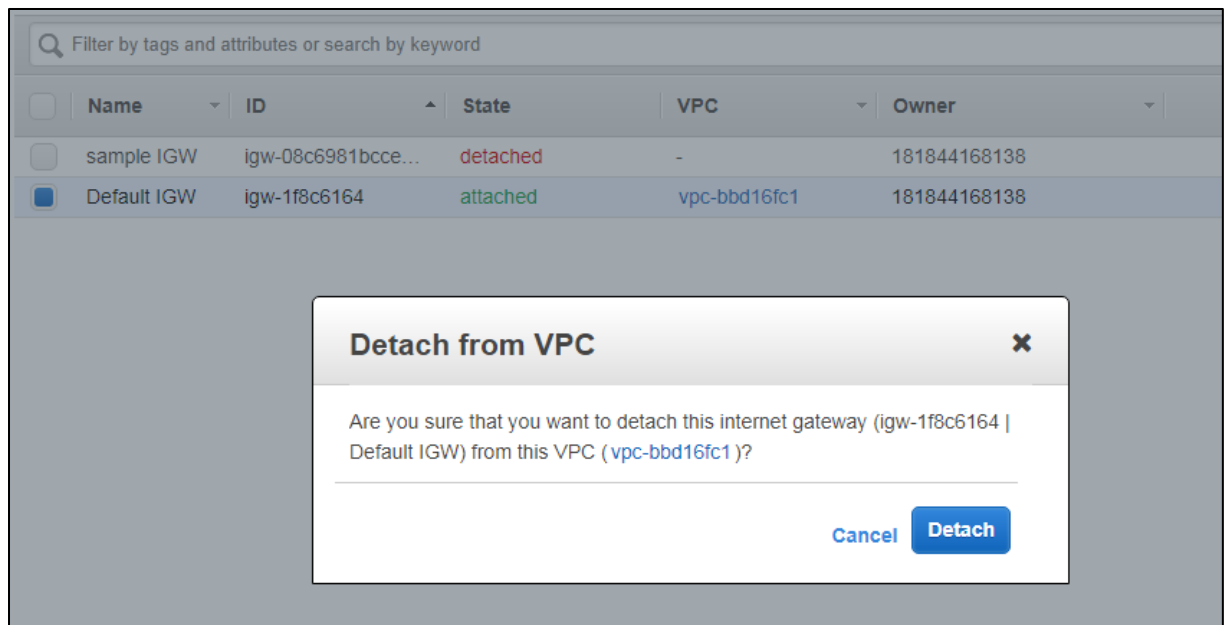 Filter by tags and attributes or search by keyword
Name ID State VPC Owner
sample IGW igw-08c6981bcce... detached - 181844168138
Default IGW igw-1f8c6164 attached vpc-bbd16fc1 181844168138
Detach from VPC
Are you sure that you want to detach this internet gateway (igw-1f8c6164 |
Default IGW) from this VPC ( vpc-bbd16fc1 )?
Cancel Detach